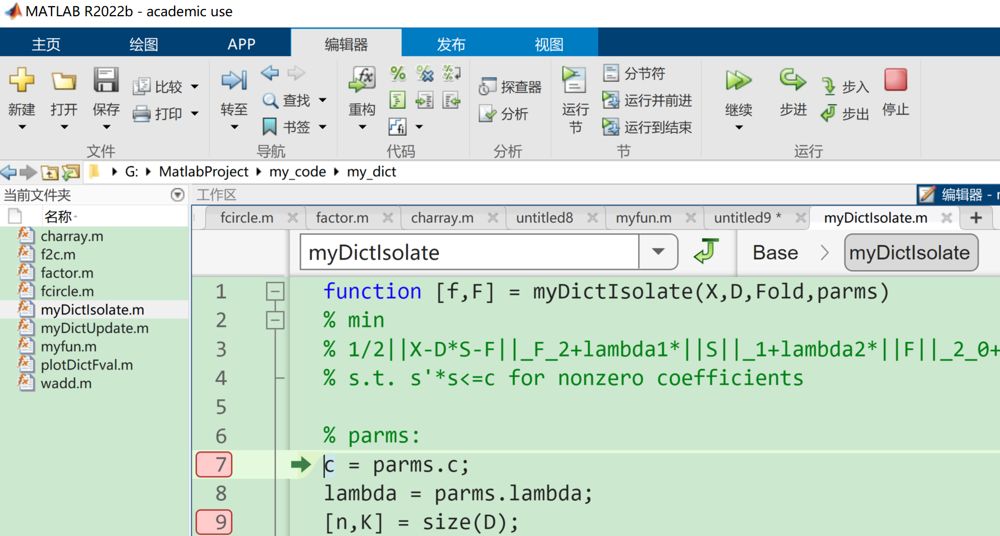 MATLAB R2022b - academic use
主页 绘图 APP 编辑器 发布 视图
新建 打开 保存 比较 打印 转至 查找 书签 重构 探查器 分析 运行节 分节符 运行并前进 运行到结束 继续 步进 步入 步出 停止
文件 导航 代码 分析 节 运行
G: MatlabProject my_code my_dict
当前文件夹 工作区 编辑器 -
名称
fcircle.m factor.m charray.m untitled8 myfun.m untitled9 * myDictIsolate.m +
charray.m
f2c.m
factor.m
fcircle.m
myDictIsolate.m
myDictUpdate.m
myfun.m
plotDictFval.m
wadd.m
myDictIsolate Base myDictIsolate
1 function [f,F] = myDictIsolate(X,D,Fold,parms)
2 % min
3 % 1/2||X-D*S-F||_F_2+lambda1*||S||_1+lambda2*||F||_2_0+
4 % s.t. s'*s<=c for nonzero coefficients
5
6 % parms:
7 c = parms.c;
8 lambda = parms.lambda;
9 [n,K] = size(D);